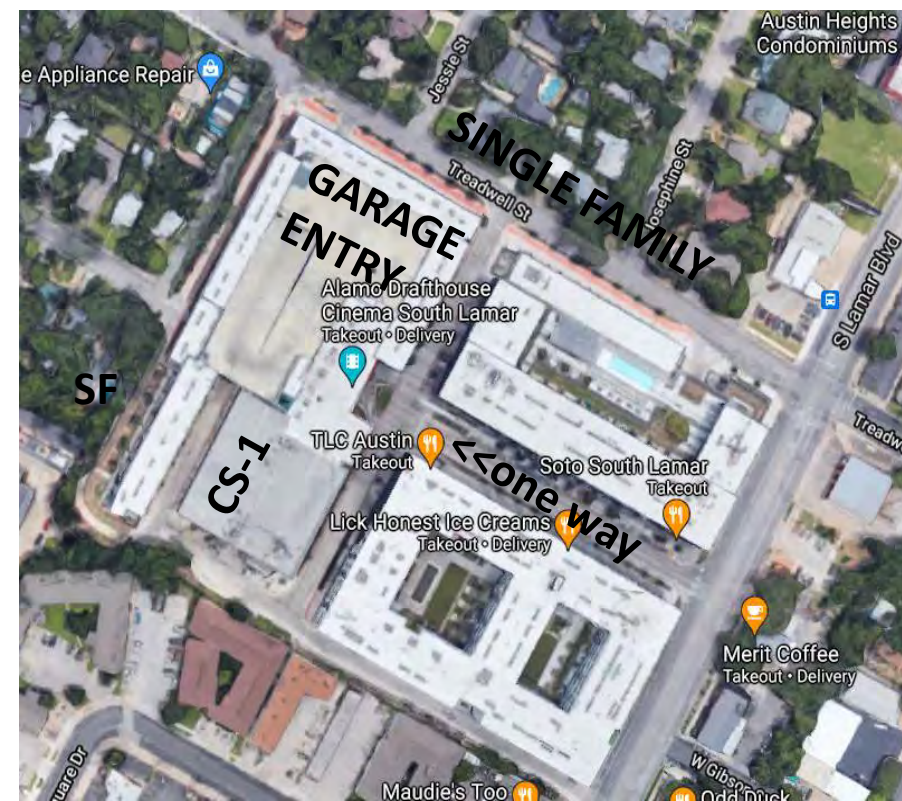 Austin Heights
Condominiums
e Appliance Repair
Jessie St
SINGLE FAMILY
Treadwell St
Josephine St
GARAGE
ENTRY
S Lamar Blvd
Alamo Drafthouse
Cinema South Lamar
Takeout • Delivery
SF
CS-1
TLC Austin
Takeout
<<one way
Soto South Lamar
Takeout
Treadw
Lick Honest Ice Creams
Takeout • Delivery
Merit Coffee
Takeout • Delivery
uare Dr
W Gibson
Maudie's Too
Odd Duck